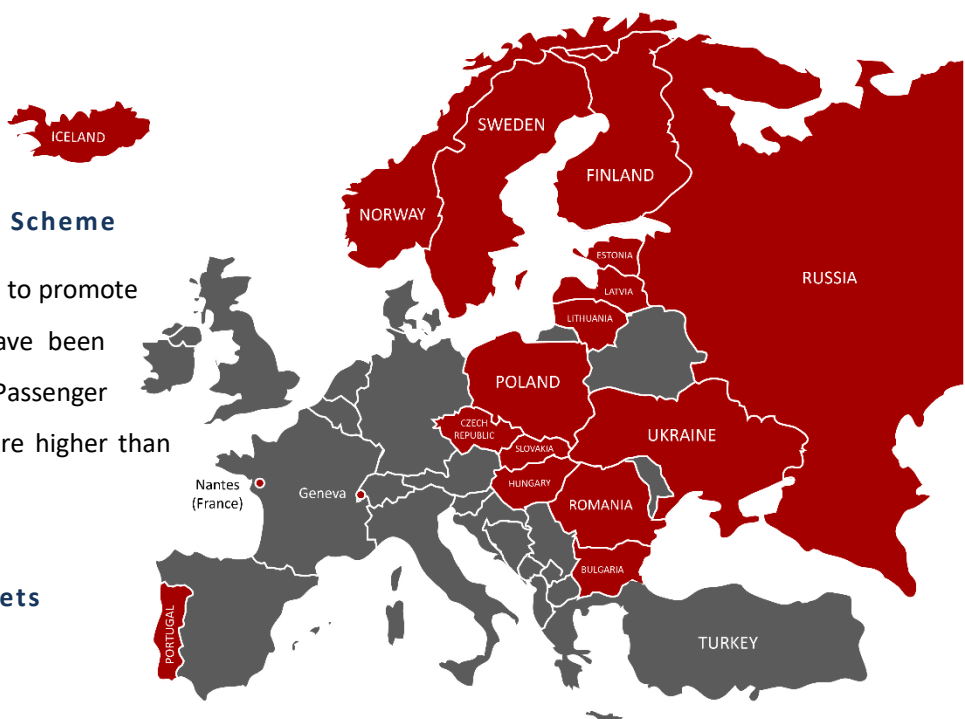 ICELAND
SWEDEN
FINLAND
NORWAY
Scheme
ESTONIA
RUSSIA
to promote
LATVIA
LITHUANIA
ave been
Passenger
POLAND
CZECH
REPUBLIC
UKRAINE
re higher than
SLOVAKIA
HUNGARY
Nantes
(France)
Geneva
ROMANIA
BULGARIA
ets
PORTUGAL
TURKEY